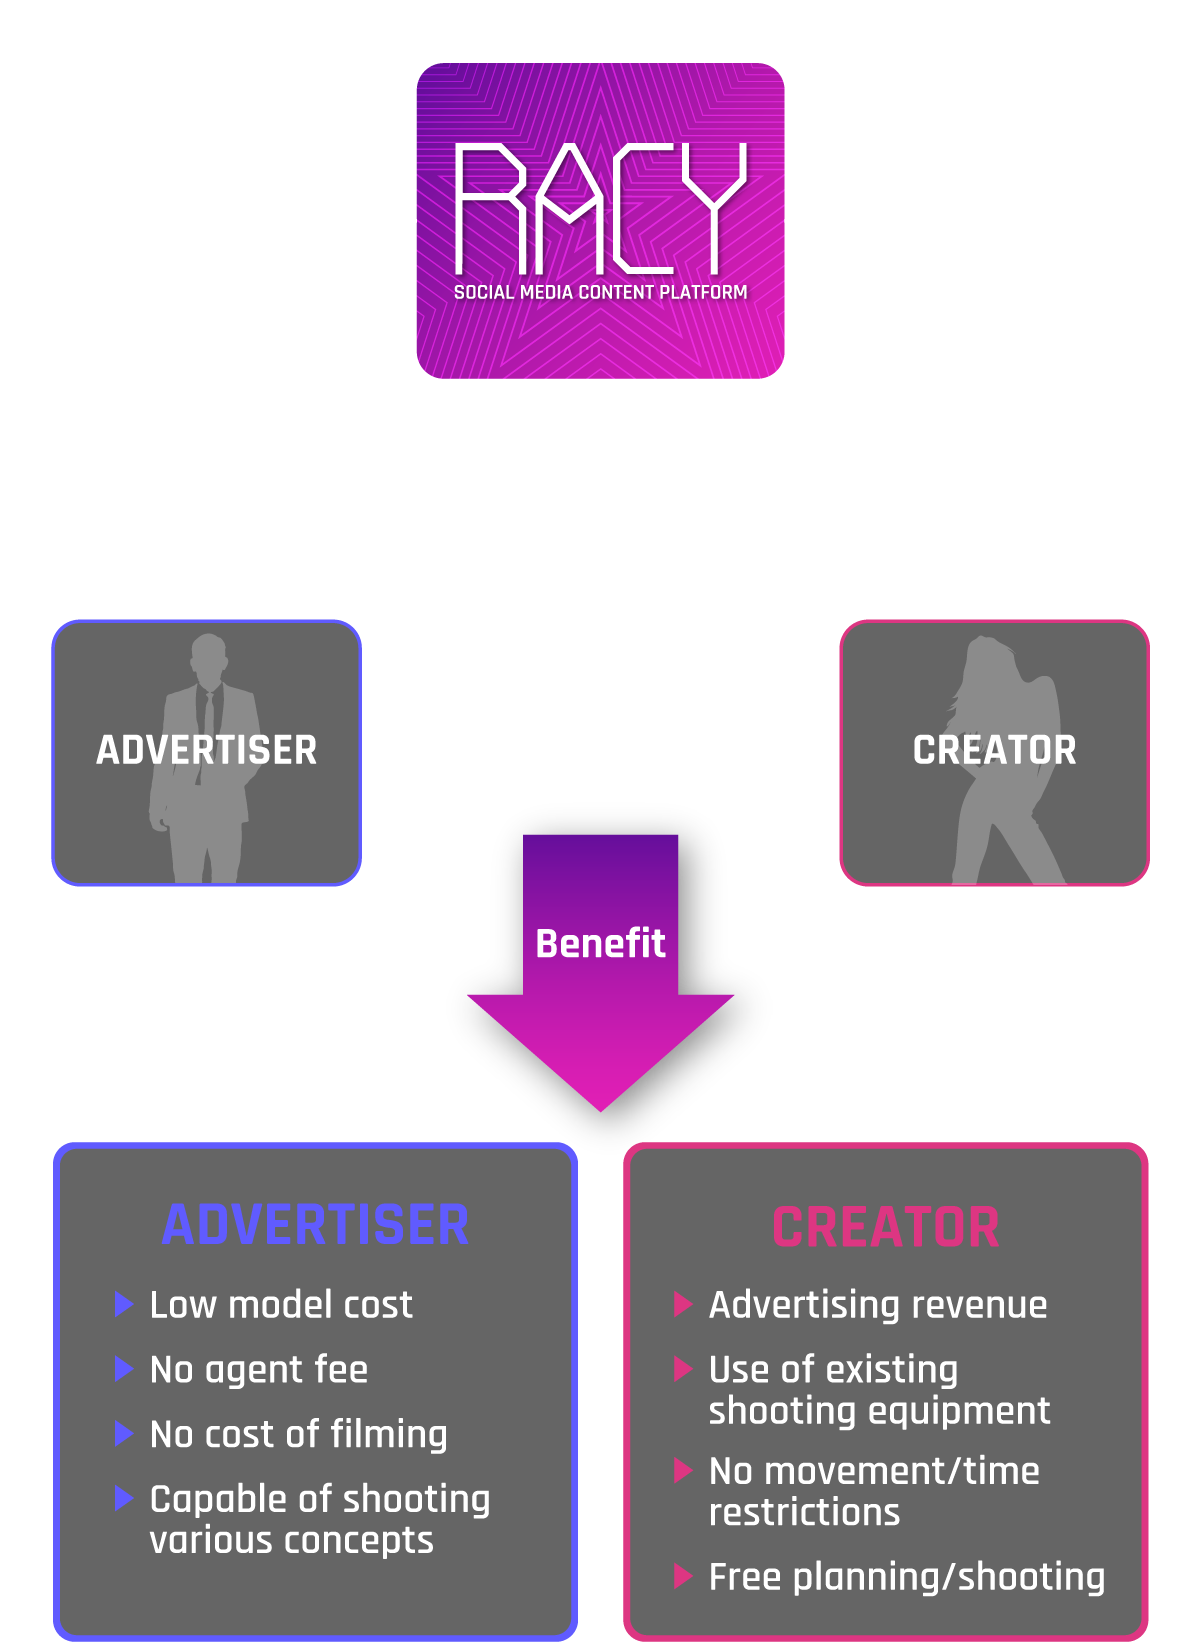 RACY
SOCIAL MEDIA CONTENT PLATFORM
ADVERTISER
CREATOR
Benefit
ADVERTISER
Low model cost
No agent fee
No cost of filming
Capable of shooting
various concepts
CREATOR
Advertising revenue
Use of existing
shooting equipment
No movement/time
restrictions
Free planning/shooting